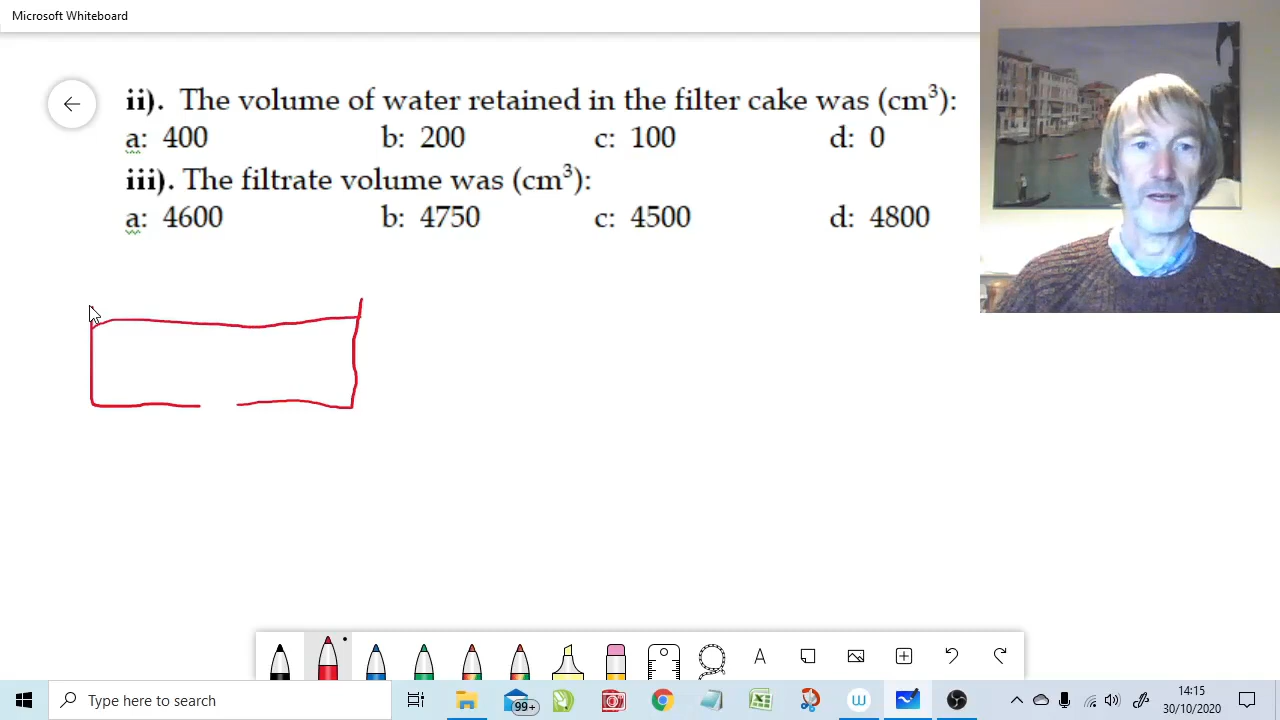 Microsoft Whiteboard
ii). The volume of water retained in the filter cake was (cm³):
a: 400 b: 200 c: 100 d: 0
iii). The filtrate volume was (cm³):
a: 4600 b: 4750 c: 4500 d: 4800
A
Type here to search
99+
W
14:15
30/10/2020